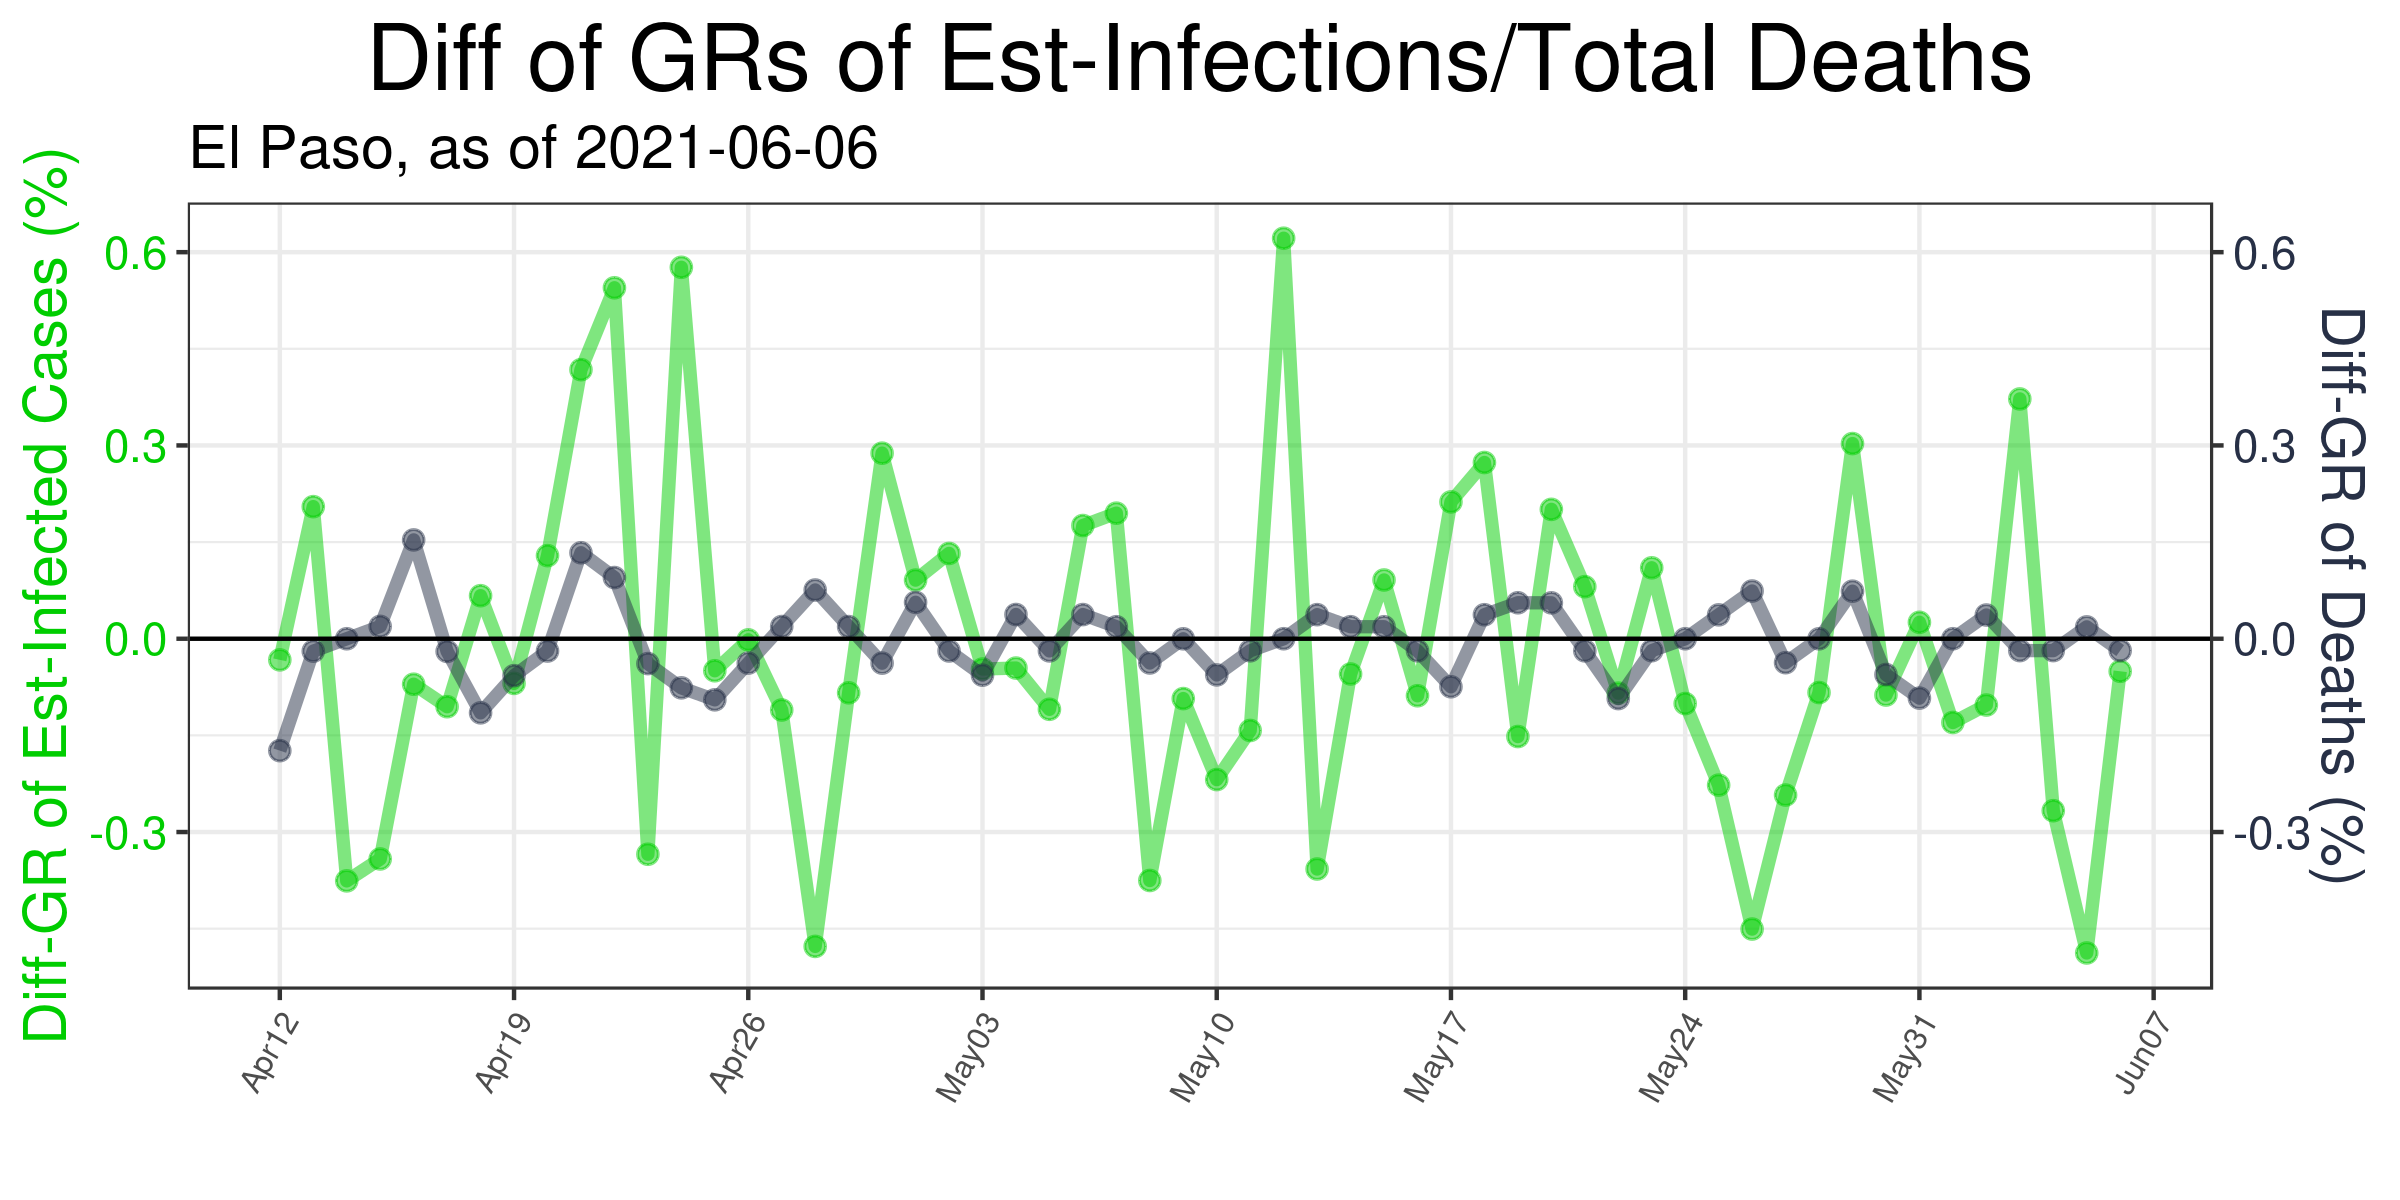 Diff of GRs of Est-Infections/Total Deaths
El Paso, as of 2021-06-06
Diff-GR of Est-Infected Cases (%)
0.6
0.3
0.0
-0.3
0.6
0.3
0.0
-0.3
Diff-GR of Deaths (%)
Apr12
Apr19
Apr26
May03
May10
May17
May24
May31
Jun07